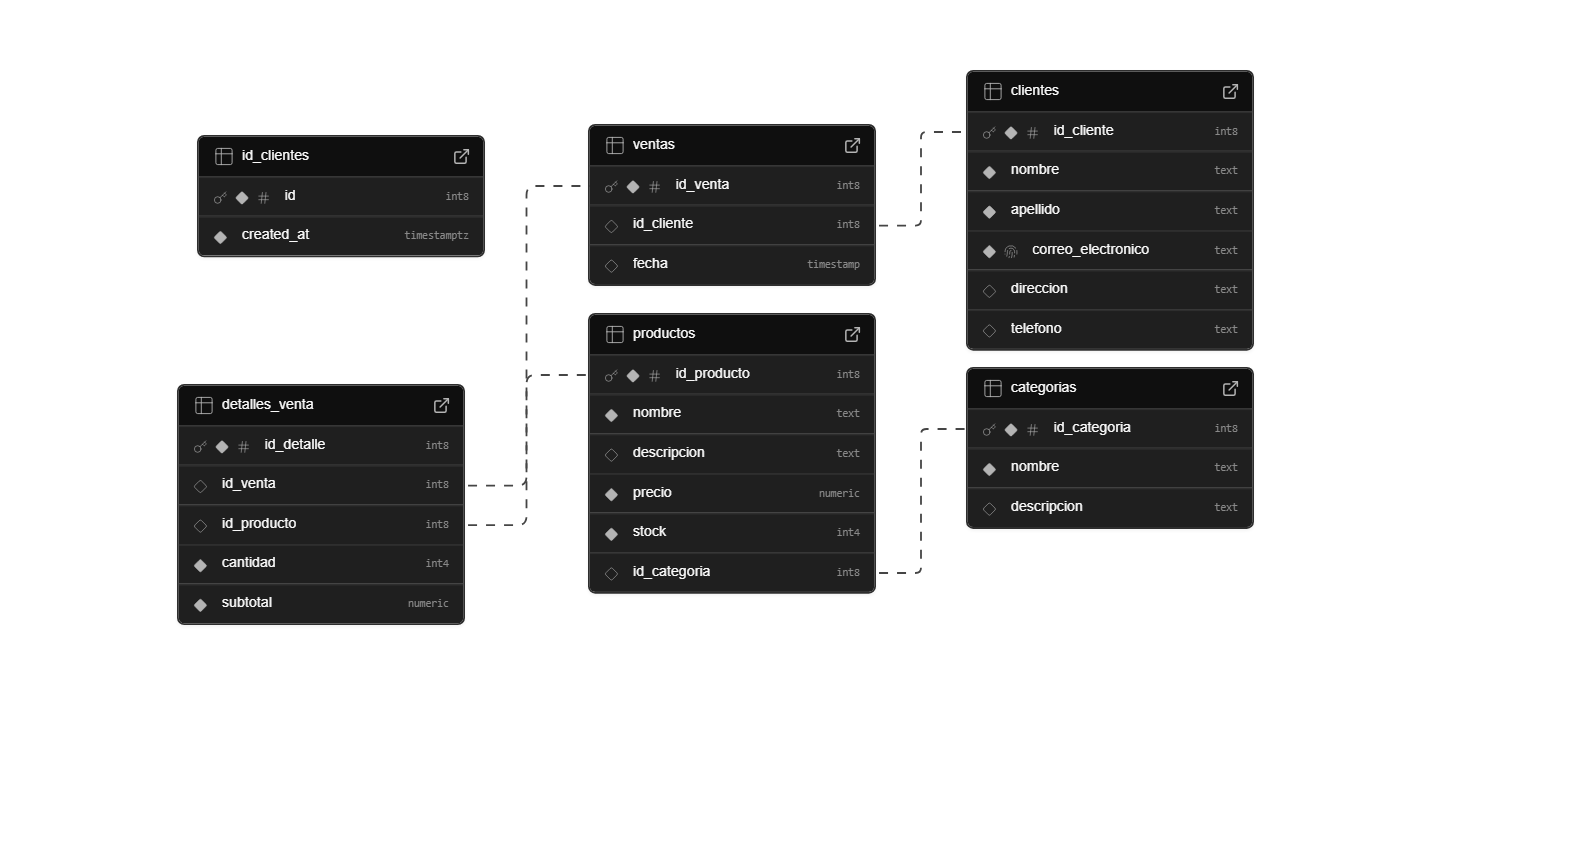 id_clientes
id int8
created_at timestamptz
detalles_venta
id_detalle int8
id_venta int8
id_producto int8
cantidad int4
subtotal numeric
ventas
id_venta int8
id_cliente int8
fecha timestamp
productos
id_producto int8
nombre text
descripcion text
precio numeric
stock int4
id_categoria int8
clientes
id_cliente int8
nombre text
apellido text
correo_electronico text
direccion text
telefono text
categorias
id_categoria int8
nombre text
descripcion text